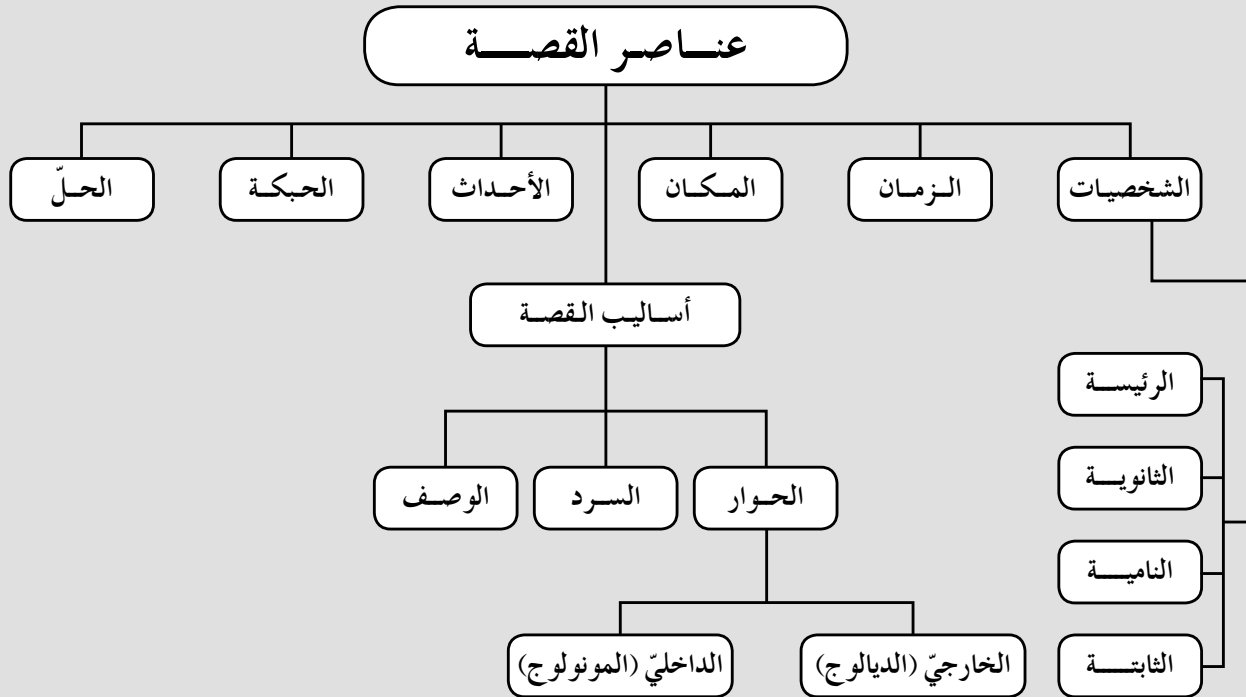 عناصر القصة
الشخصيات
الزمان
المكان
الأحداث
الحبكة
الحلّ
أساليب القصة
الرئيسة
الثانوية
النامية
الثابتة
الحوار
السرد
الوصف
الخارجيّ (الديالوج)
الداخليّ (المونولوج)